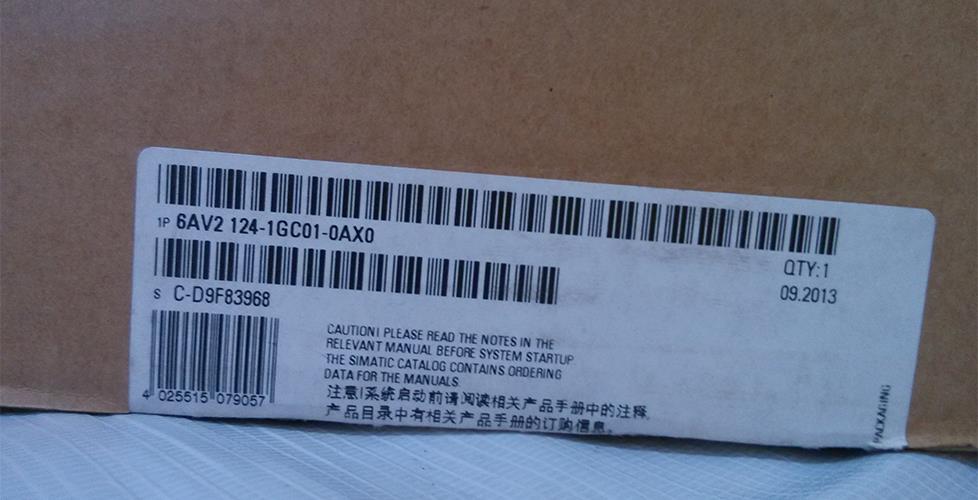 1P 6AV2 124-1GC01-0AX0
QTY:1
S C-D9F83968
09.2013
CAUTION! PLEASE READ THE NOTES IN THE
RELEVANT MANUAL BEFORE SYSTEM STARTUP
THE SIMATIC CATALOG CONTAINS ORDERING
DATA FOR THE MANUALS
注意!系统启动前请阅读相关产品手册中的注释,
产品目录中有相关产品手册的订购信息。
4 025515 079057
PACKAGING